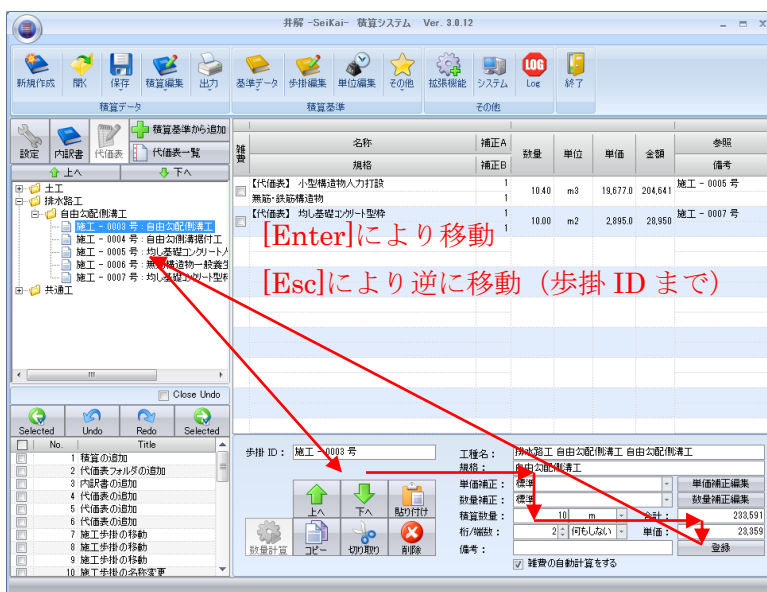 井解 -SeiKai- 積算システム Ver. 3.0.12
新規作成 開く 保存 積算編集 出力
積算データ
基準データ 歩掛編集 単位編集 その他
積算基準
拡張機能 システム Log 終了
その他
設定 内訳書 代価表
積算基準から追加
代価表一覧
上へ 下へ
土工
排水路工
自由勾配側溝工
施工 - 0003 号：自由勾配側溝工
施工 - 0004 号：自由勾配側溝据付工
施工 - 0005 号：均し基礎コンクリート人
施工 - 0006 号：無筋構造物一般養生
施工 - 0007 号：均し基礎コンクリート型枠
共通工
雑費 名称 補正A 数量 単位 単価 金額 参照
規格 補正B 備考
【代価表】 小型構造物人力打設 1 10.40 m3 19,677.0 204,641 施工 - 0005 号
無筋・鉄筋構造物 1
【代価表】 均し基礎コンクリート型枠 1 10.00 m2 2,895.0 28,950 施工 - 0007 号
1
[Enter]により移動
[Esc]により逆に移動（歩掛 ID まで）
Close Undo
Selected Undo Redo Selected
No. Title
1 積算の追加
2 代価表フォルダの追加
3 内訳書の追加
4 代価表の追加
5 代価表の追加
6 代価表の追加
7 施工歩掛の移動
8 施工歩掛の移動
9 施工歩掛の移動
10 施工歩掛の名称変更
歩掛 ID： 施工 - 0003 号
上へ 下へ 貼り付け
数量計算 コピー 切り取り 削除
工種名： 排水路工 自由勾配側溝工 自由勾配側溝工
規格： 自由勾配側溝工
単価補正： 標準 単価補正編集
数量補正： 標準 数量補正編集
積算数量： 10 m 合計： 233,591
桁/端数： 2 何もしない 単価： 23,359
備考： 登録
雑費の自動計算をする